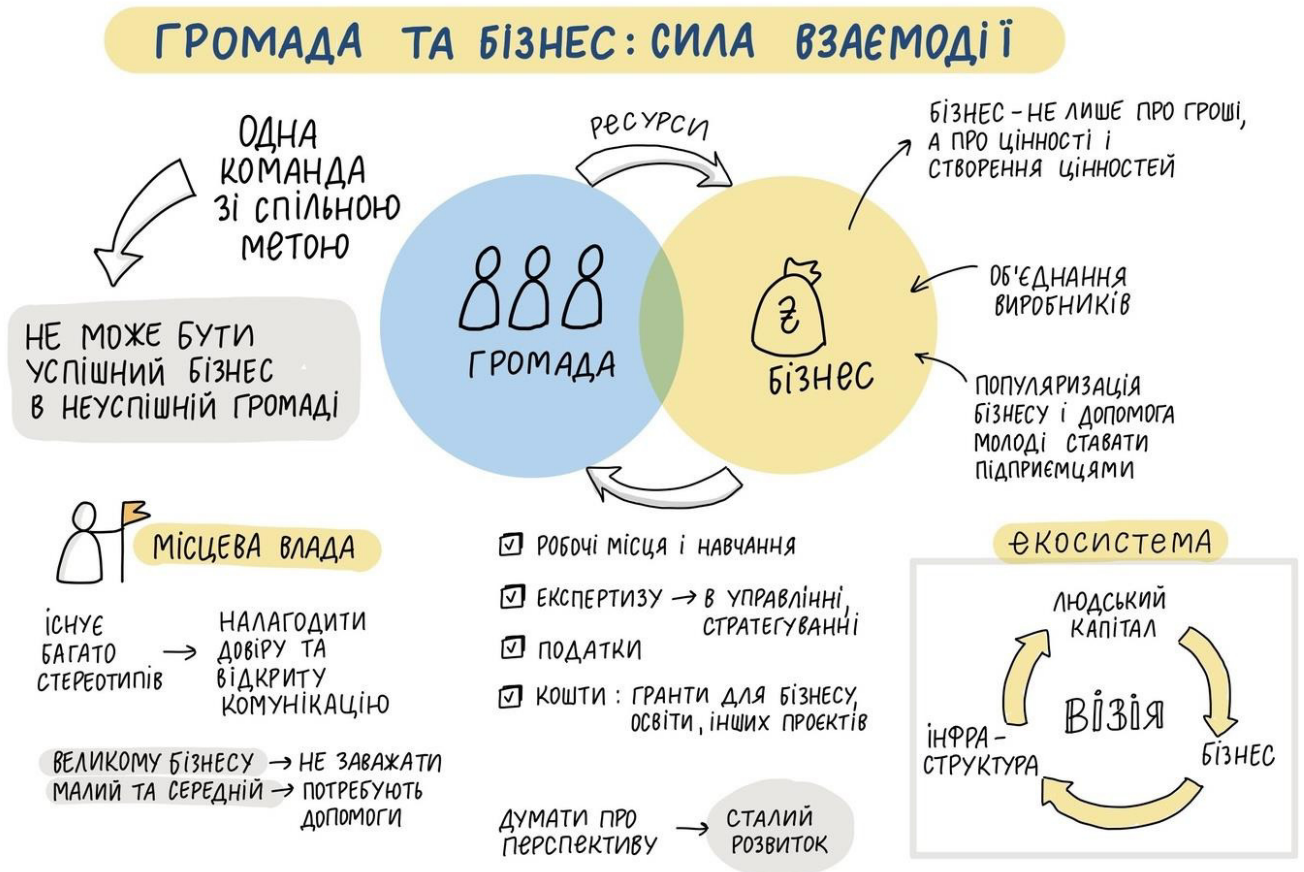 ГРОМАДА ТА БІЗНЕС: СИЛА ВЗАЄМОДІЇ
ОДНА
КОМАНДА
ЗІ СПІЛЬНОЮ
МЕТОЮ
НЕ МОЖЕ БУТИ
УСПІШНИЙ БІЗНЕС
В НЕУСПІШНІЙ ГРОМАДІ
РЕСУРСИ
ГРОМАДА
₴
БІЗНЕС
БІЗНЕС - НЕ ЛИШЕ ПРО ГРОШІ,
А ПРО ЦІННОСТІ І
СТВОРЕННЯ ЦІННОСТЕЙ
ОБ'ЄДНАННЯ
ВИРОБНИКІВ
ПОПУЛЯРИЗАЦІЯ
БІЗНЕСУ І ДОПОМОГА
МОЛОДІ СТАВАТИ
ПІДПРИЄМЦЯМИ
МІСЦЕВА ВЛАДА
ІСНУЄ
БАГАТО
СТЕРЕОТИПІВ →
НАЛАГОДИТИ
ДОВІРУ ТА
ВІДКРИТУ
КОМУНІКАЦІЮ
ВЕЛИКОМУ БІЗНЕСУ → НЕ ЗАВАЖАТИ
МАЛИЙ ТА СЕРЕДНІЙ → ПОТРЕБУЮТЬ
ДОПОМОГИ
☑ РОБОЧІ МІСЦЯ І НАВЧАННЯ
☑ ЕКСПЕРТИЗУ → В УПРАВЛІННІ,
СТРАТЕГУВАННІ
☑ ПОДАТКИ
☑ КОШТИ : ГРАНТИ ДЛЯ БІЗНЕСУ,
ОСВІТИ, ІНШИХ ПРОЄКТІВ
ДУМАТИ ПРО
ПЕРСПЕКТИВУ →
СТАЛИЙ
РОЗВИТОК
ЕКОСИСТЕМА
ЛЮДСЬКИЙ
КАПІТАЛ
ВІЗІЯ
ІНФРА-
СТРУКТУРА
БІЗНЕС